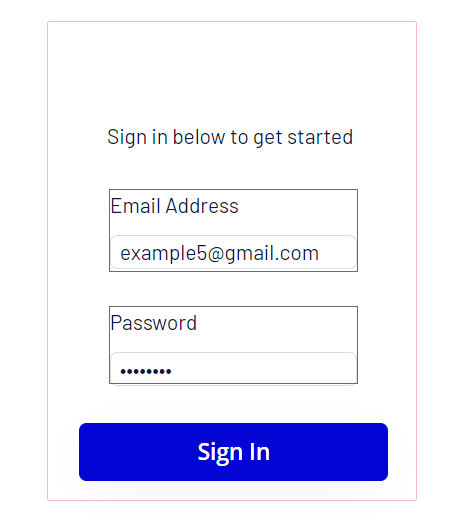 Sign in below to get started
Email Address
example5@gmail.com
Password
••••••••
Sign In